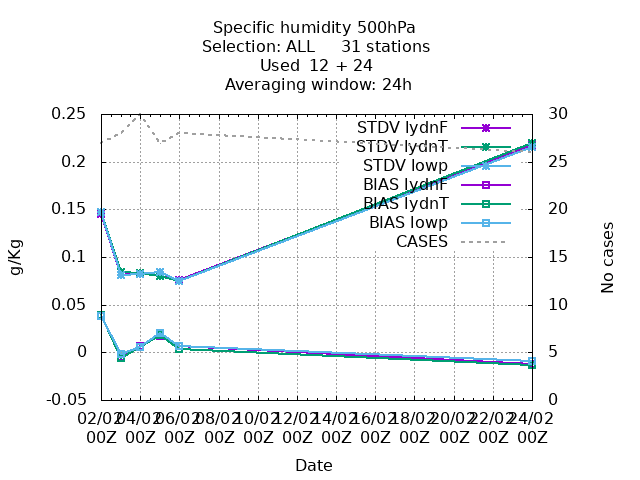 Specific humidity 500hPa
Selection: ALL     31 stations
Used  12 + 24
Averaging window: 24h
0.25
0.2
0.15
0.1
0.05
0
-0.05
g/Kg
STDV lydnF
STDV lydnT
STDV lowp
BIAS lydnF
BIAS lydnT
BIAS lowp
CASES
30
25
20
15
10
5
0
No cases
02/02 04/02 06/02 08/02 10/02 12/02 14/02 16/02 18/02 20/02 22/02 24/02
00Z 00Z 00Z 00Z 00Z 00Z 00Z 00Z 00Z 00Z 00Z 00Z
Date